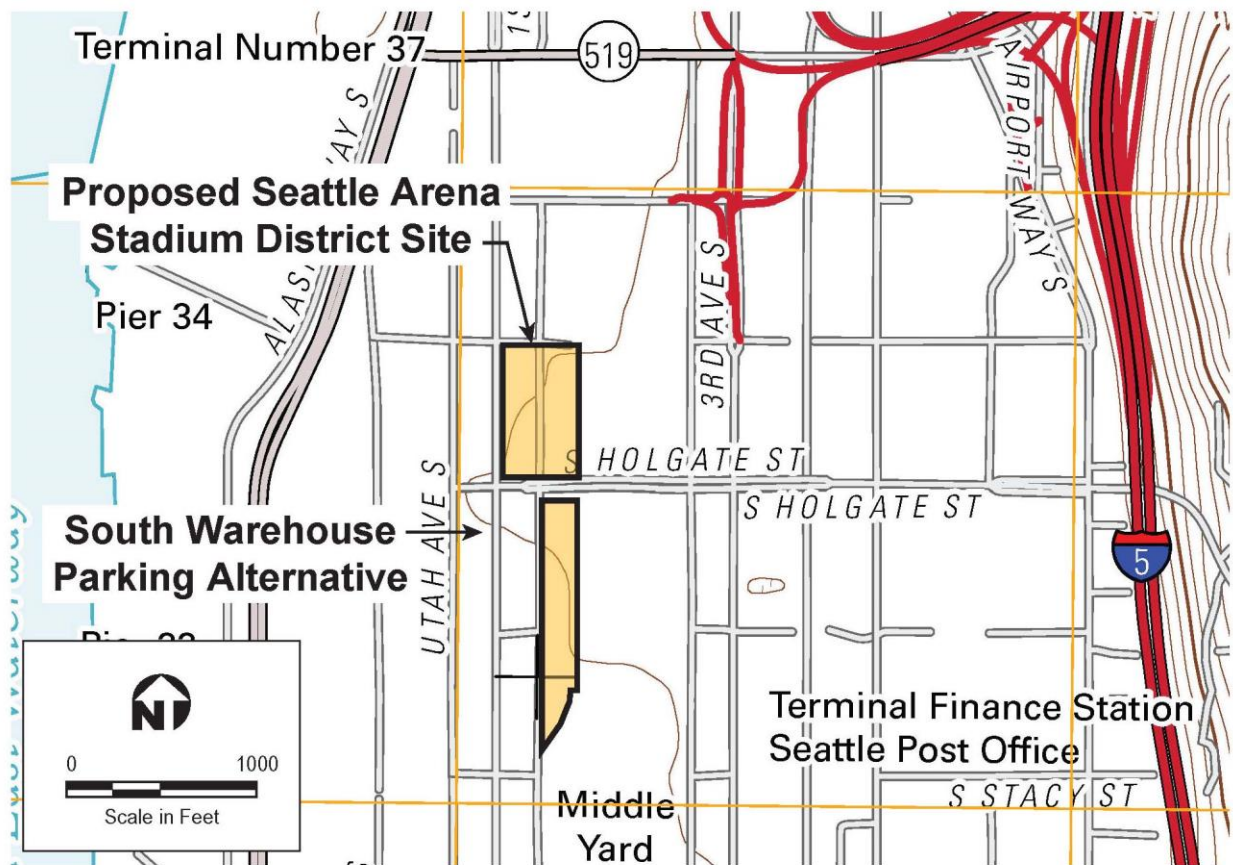 Terminal Number 37
519
AIRPORT WAY S
Proposed Seattle Arena
Stadium District Site
3RD AVE S
Pier 34
S HOLGATE ST
S HOLGATE ST
UTAH AVE S
South Warehouse
Parking Alternative
5
N
0 1000
Scale in Feet
Terminal Finance Station
Seattle Post Office
S STACY ST
Middle
Yard